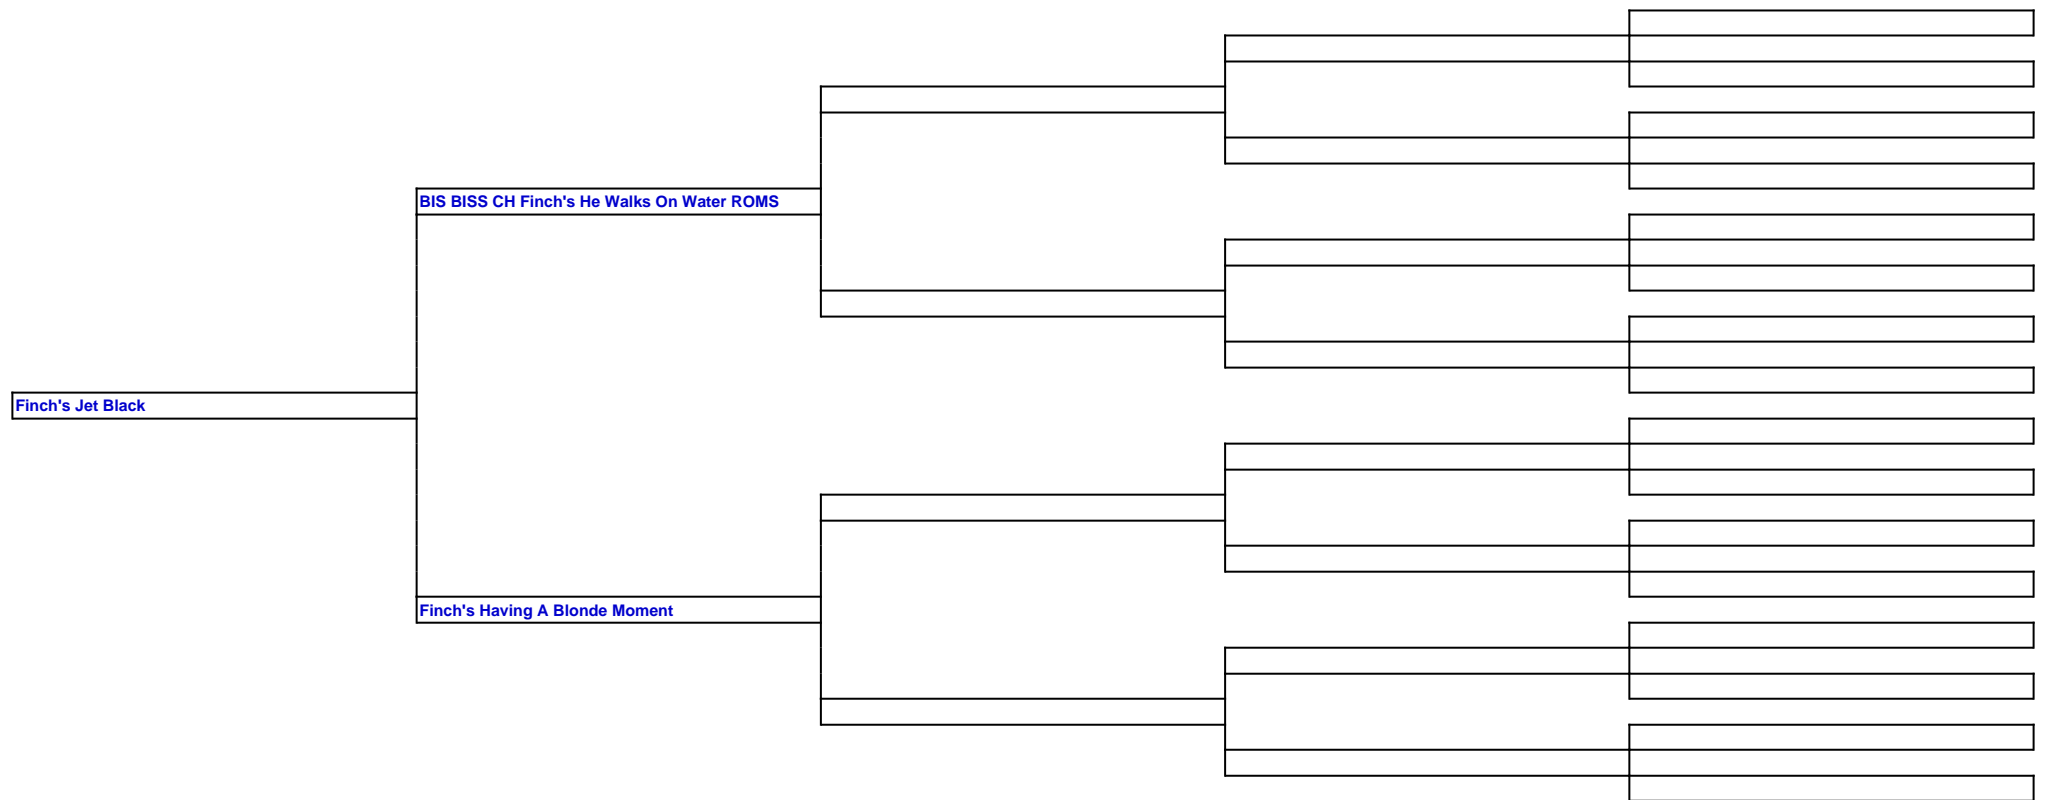 BIS BISS CH Finch's He Walks On Water ROMS
Finch's Jet Black
Finch's Having A Blonde Moment